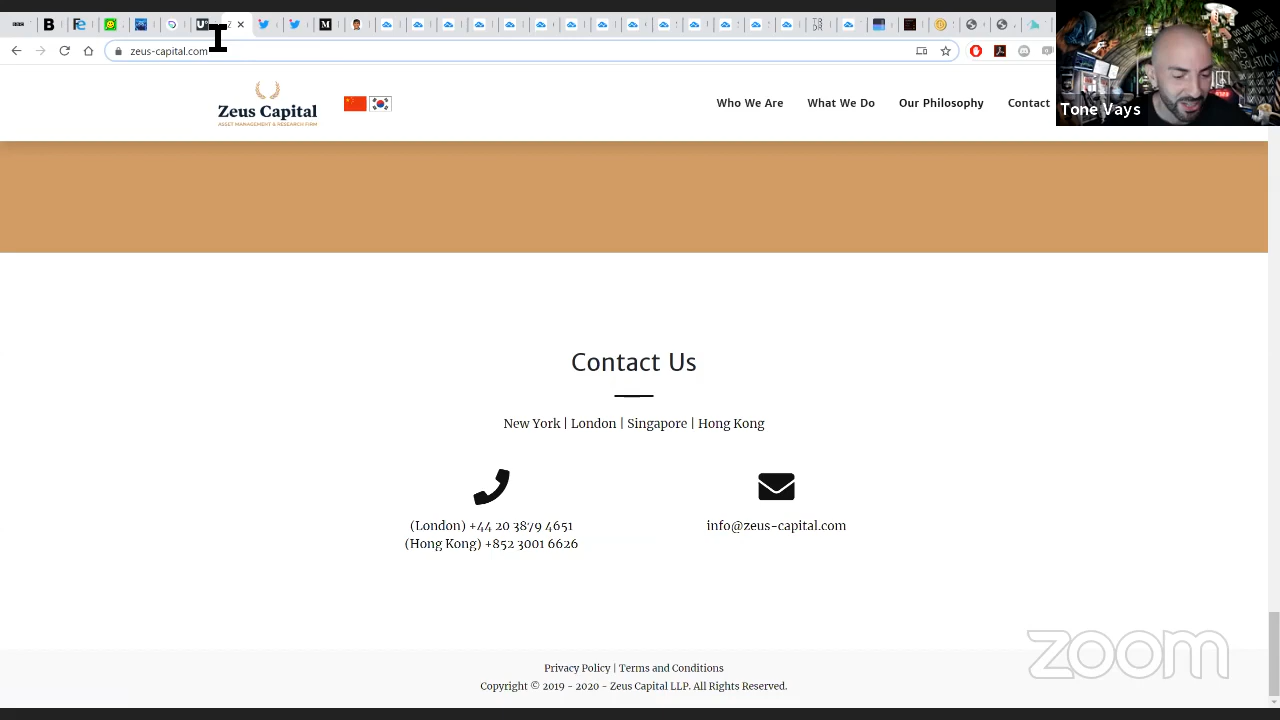 zeus-capital.com
Zeus Capital
ASSET MANAGEMENT & RESEARCH FIRM
Who We Are
What We Do
Our Philosophy
Contact
Tone Vays
Contact Us
New York | London | Singapore | Hong Kong
(London) +44 20 3879 4651
(Hong Kong) +852 3001 6626
info@zeus-capital.com
zoom
Privacy Policy | Terms and Conditions
Copyright © 2019 - 2020 - Zeus Capital LLP. All Rights Reserved.